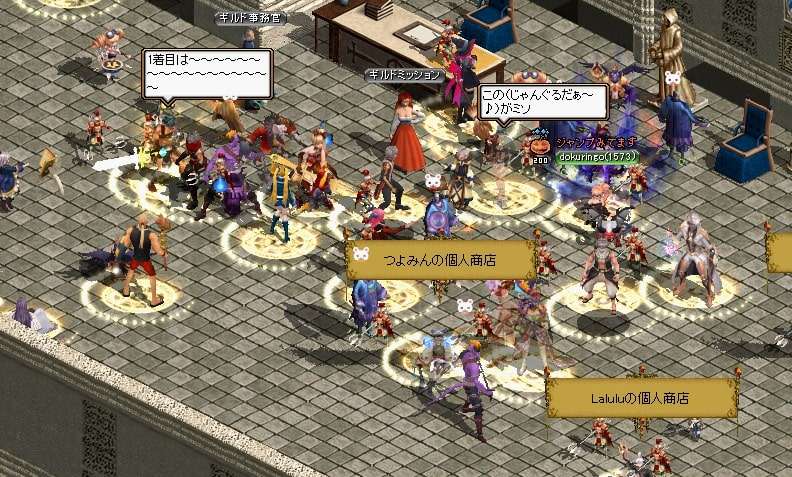 ギルド事務官
1着目は～～～～～～
～～～～～～～～～～
～
ギルドミッション
この（じゃんぐるだぁ～
♪）がミソ
200
ジャンプみてます
dokuringo(1573)
つよみんの個人商店
Laluluの個人商店